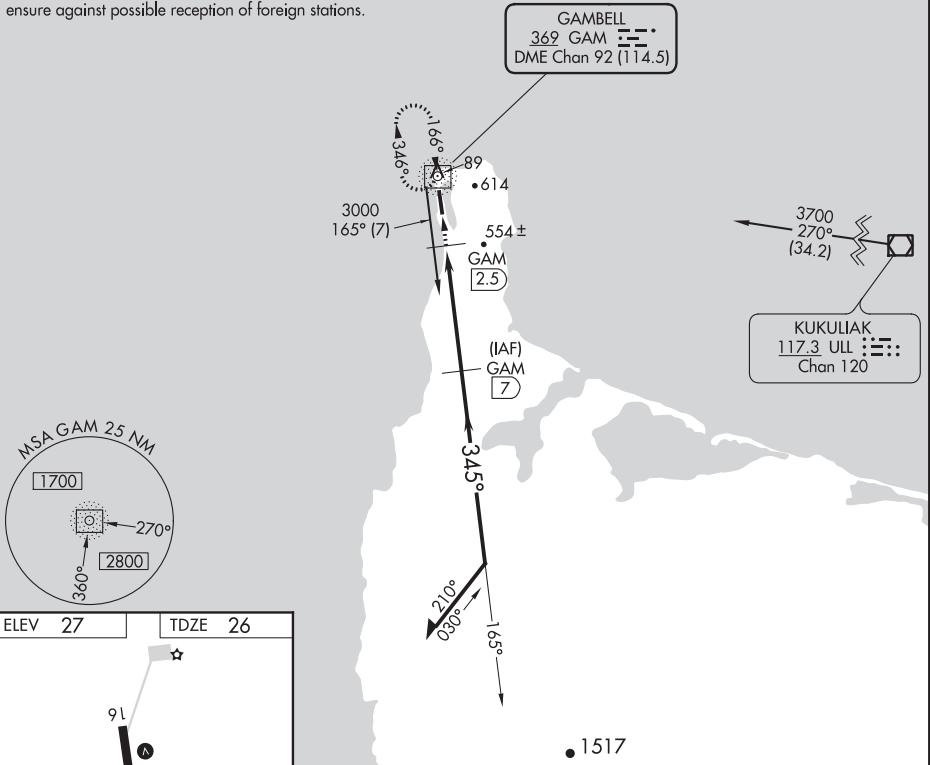 ensure against possible reception of foreign stations.
GAMBELL
369 GAM
DME Chan 92 (114.5)
166°
346°
89
614
3000
165° (7)
554 ±
GAM
2.5
3700
270°
(34.2)
KUKULIAK
117.3 ULL
Chan 120
(IAF)
GAM
7
345°
MSA GAM 25 NM
1700
270°
2800
360°
210°
030°
165°
ELEV 27
TDZE 26
16
1517